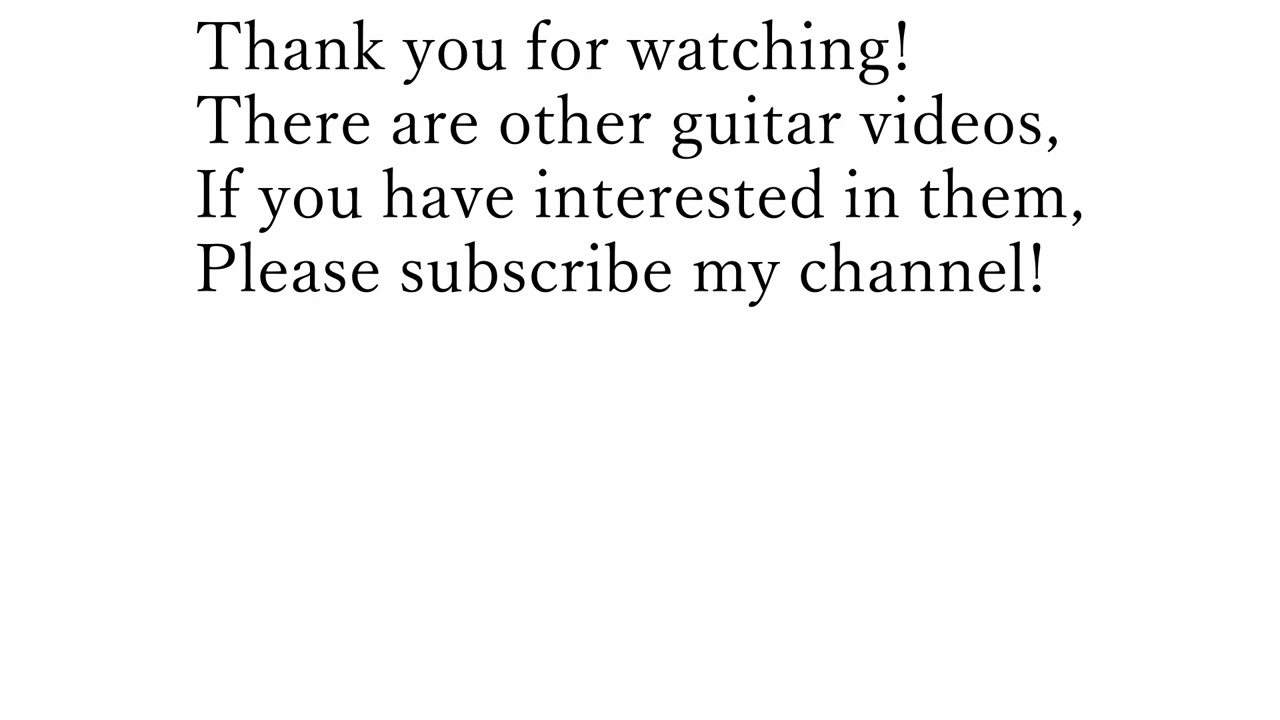 Thank you for watching!
There are other guitar videos,
If you have interested in them,
Please subscribe my channel!